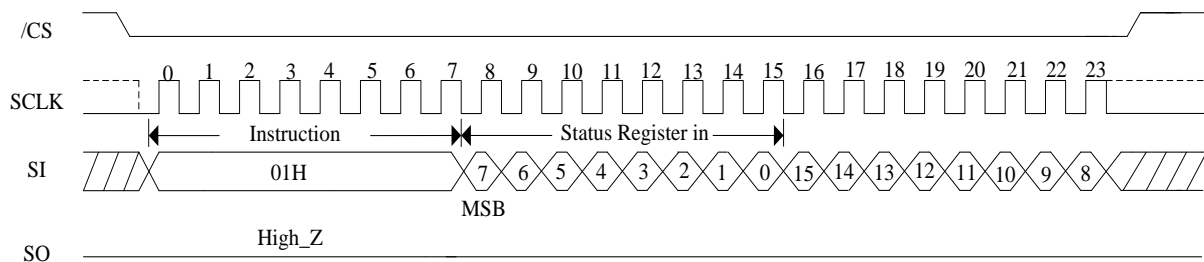 /CS
0 1 2 3 4 5 6 7 8 9 10 11 12 13 14 15 16 17 18 19 20 21 22 23
SCLK
Instruction Status Register in
SI 01H 7 6 5 4 3 2 1 0 15 14 13 12 11 10 9 8
MSB
High_Z
SO